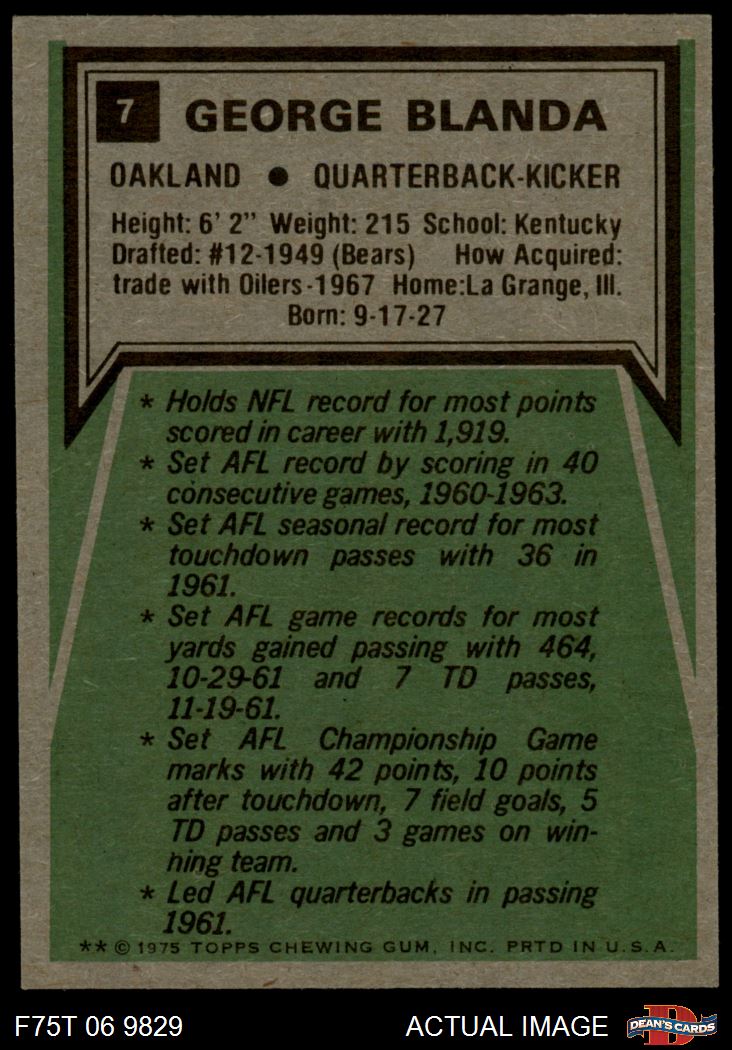 7 GEORGE BLANDA
OAKLAND ● QUARTERBACK-KICKER
Height: 6' 2" Weight: 215 School: Kentucky
Drafted: #12-1949 (Bears) How Acquired:
trade with Oilers-1967 Home:La Grange, Ill.
Born: 9-17-27
* Holds NFL record for most points
scored in career with 1,919.
* Set AFL record by scoring in 40
consecutive games, 1960-1963.
* Set AFL seasonal record for most
touchdown passes with 36 in
1961.
* Set AFL game records for most
yards gained passing with 464,
10-29-61 and 7 TD passes,
11-19-61.
* Set AFL Championship Game
marks with 42 points, 10 points
after touchdown, 7 field goals, 5
TD passes and 3 games on win-
ning team.
* Led AFL quarterbacks in passing
1961.
** © 1975 TOPPS CHEWING GUM, INC. PRTD IN U.S.A.
F75T 06 9829 ACTUAL IMAGE D DEAN'S CARDS